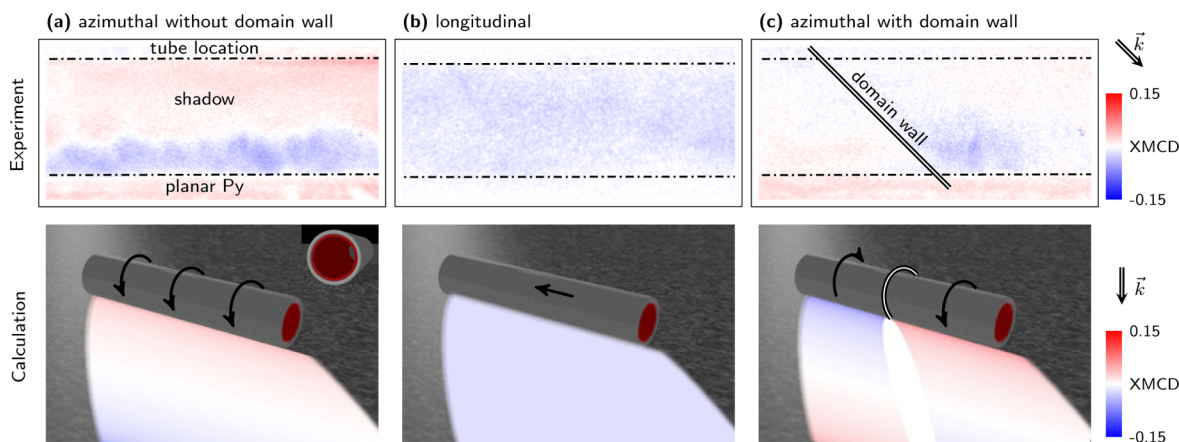 (a) azimuthal without domain wall
(b) longitudinal
(c) azimuthal with domain wall
Experiment
tube location
shadow
planar Py
domain wall
k⃗
0.15
XMCD
-0.15
Calculation
k⃗
0.15
XMCD
-0.15